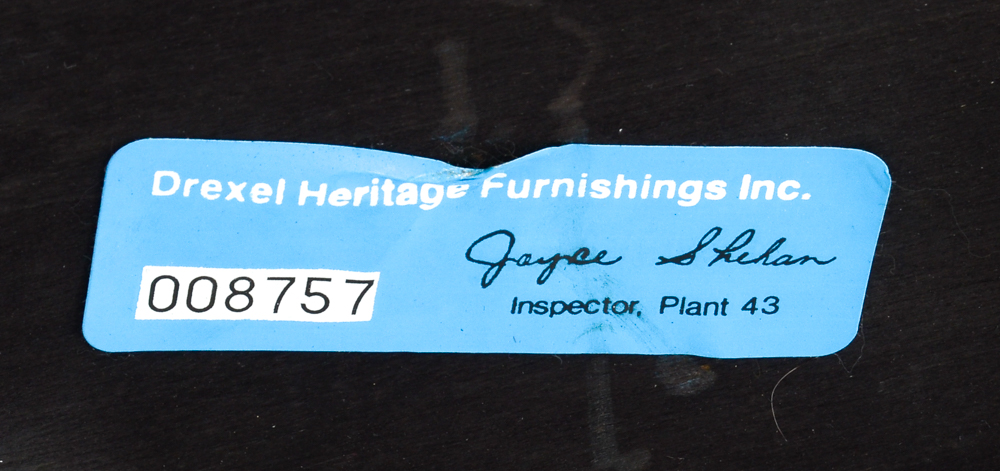 Drexel Heritage Furnishings Inc.
Joyce Shehan
008757
Inspector, Plant 43